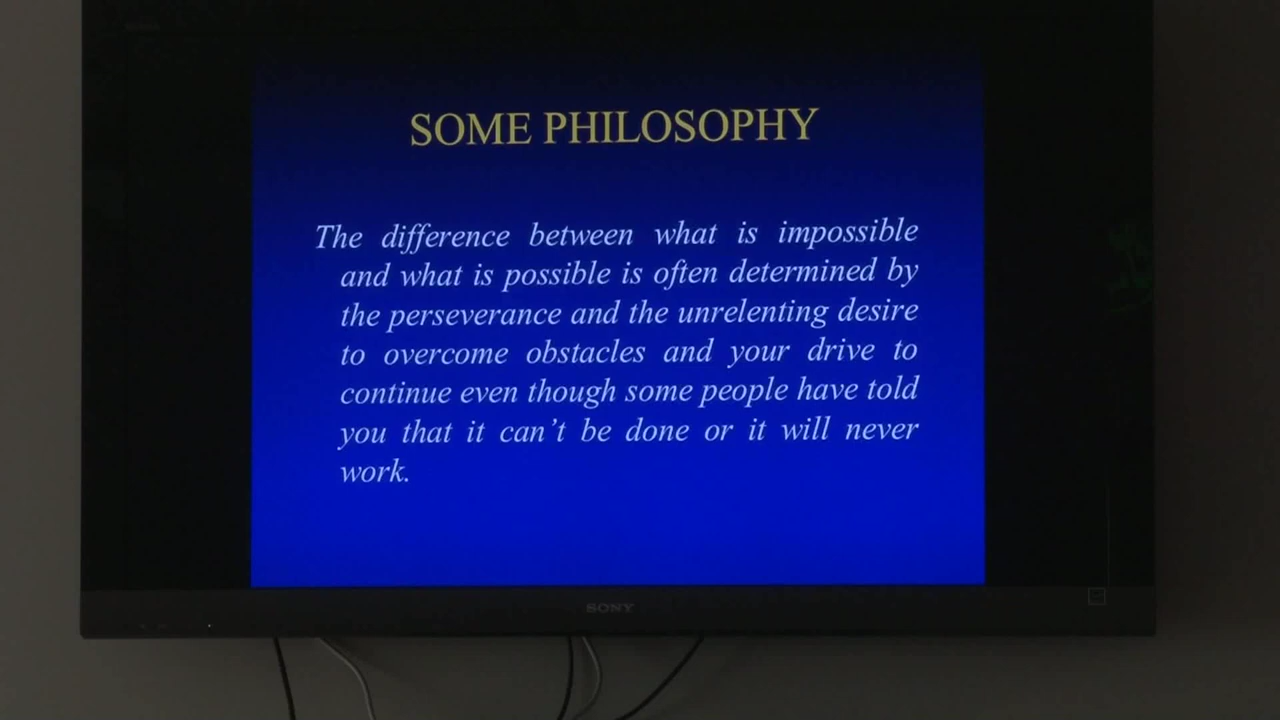 SOME PHILOSOPHY
The difference between what is impossible
and what is possible is often determined by
the perseverance and the unrelenting desire
to overcome obstacles and your drive to
continue even though some people have told
you that it can’t be done or it will never
work.
SONY